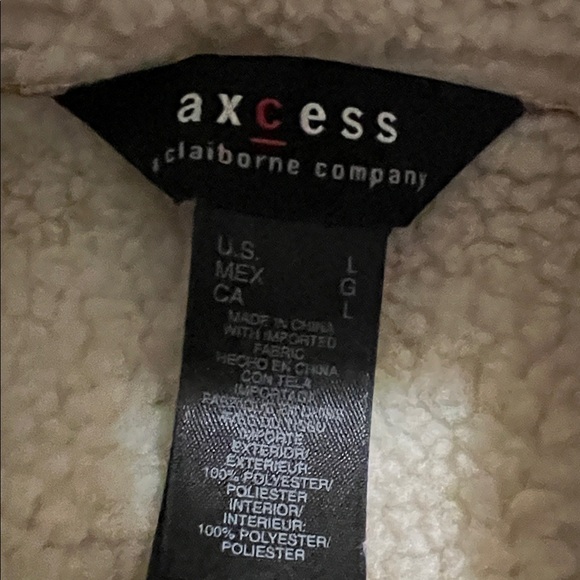 axcess
a claiborne company
U.S. L
MEX G
CA L
MADE IN CHINA
WITH IMPORTED
FABRIC
HECHO EN CHINA
CON TELA
IMPORTADA
EXTERIOR/
EXTERIEUR:
100% POLYESTER/
POLIESTER
INTERIOR/
INTERIEUR:
100% POLYESTER/
POLIESTER